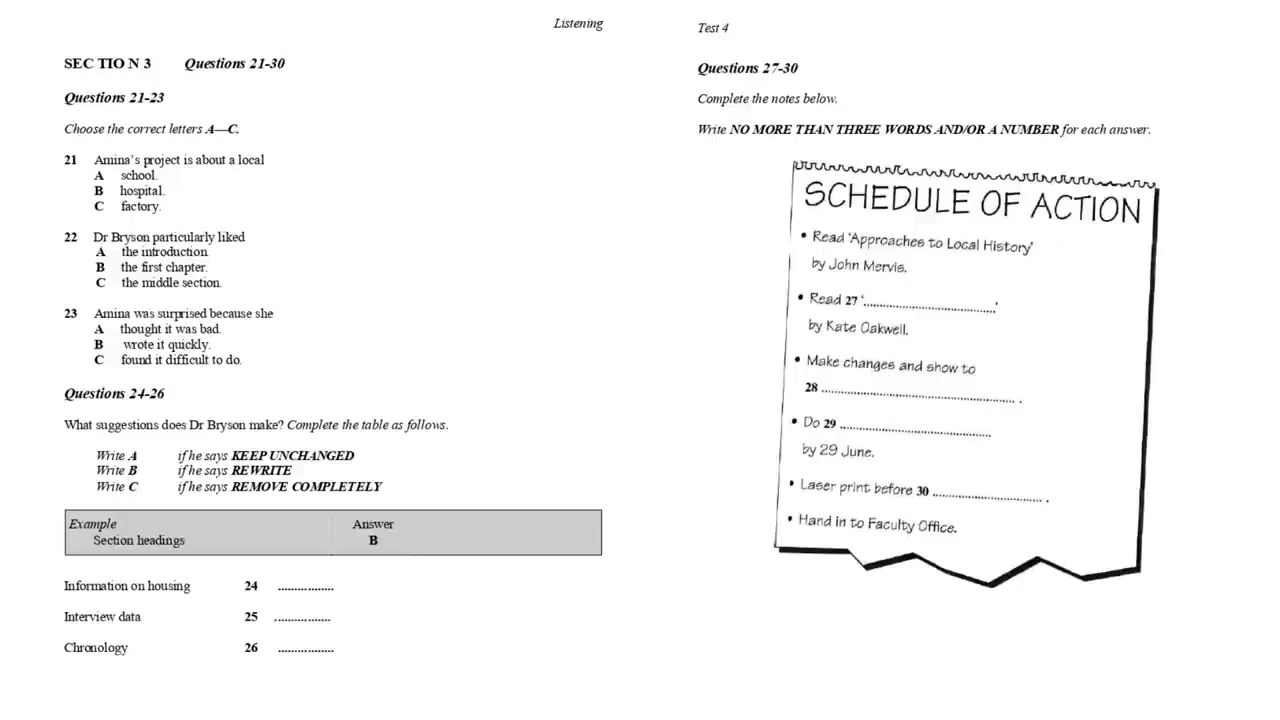 Listening
SECTION 3 Questions 21-30
Questions 21-23
Choose the correct letters A—C.
21 Amina's project is about a local
A school.
B hospital.
C factory.
22 Dr Bryson particularly liked
A the introduction
B the first chapter.
C the middle section.
23 Amina was surprised because she
A thought it was bad.
B wrote it quickly.
C found it difficult to do.
Questions 24-26
What suggestions does Dr Bryson make? Complete the table as follows.
Write A if he says KEEP UNCHANGED
Write B if he says REWRITE
Write C if he says REMOVE COMPLETELY
Example Answer
Section headings B
Information on housing 24 .................
Interview data 25 .................
Chronology 26 .................
Test 4
Questions 27-30
Complete the notes below.
Write NO MORE THAN THREE WORDS AND/OR A NUMBER for each answer.
SCHEDULE OF ACTION
• Read 'Approaches to Local History'
by John Mervis.
• Read 27 '.................................'
by Kate Oakwell.
• Make changes and show to
28 ................................................ .
• Do 29 ......................................
by 29 June.
• Laser print before 30 ........................... .
• Hand in to Faculty Office.